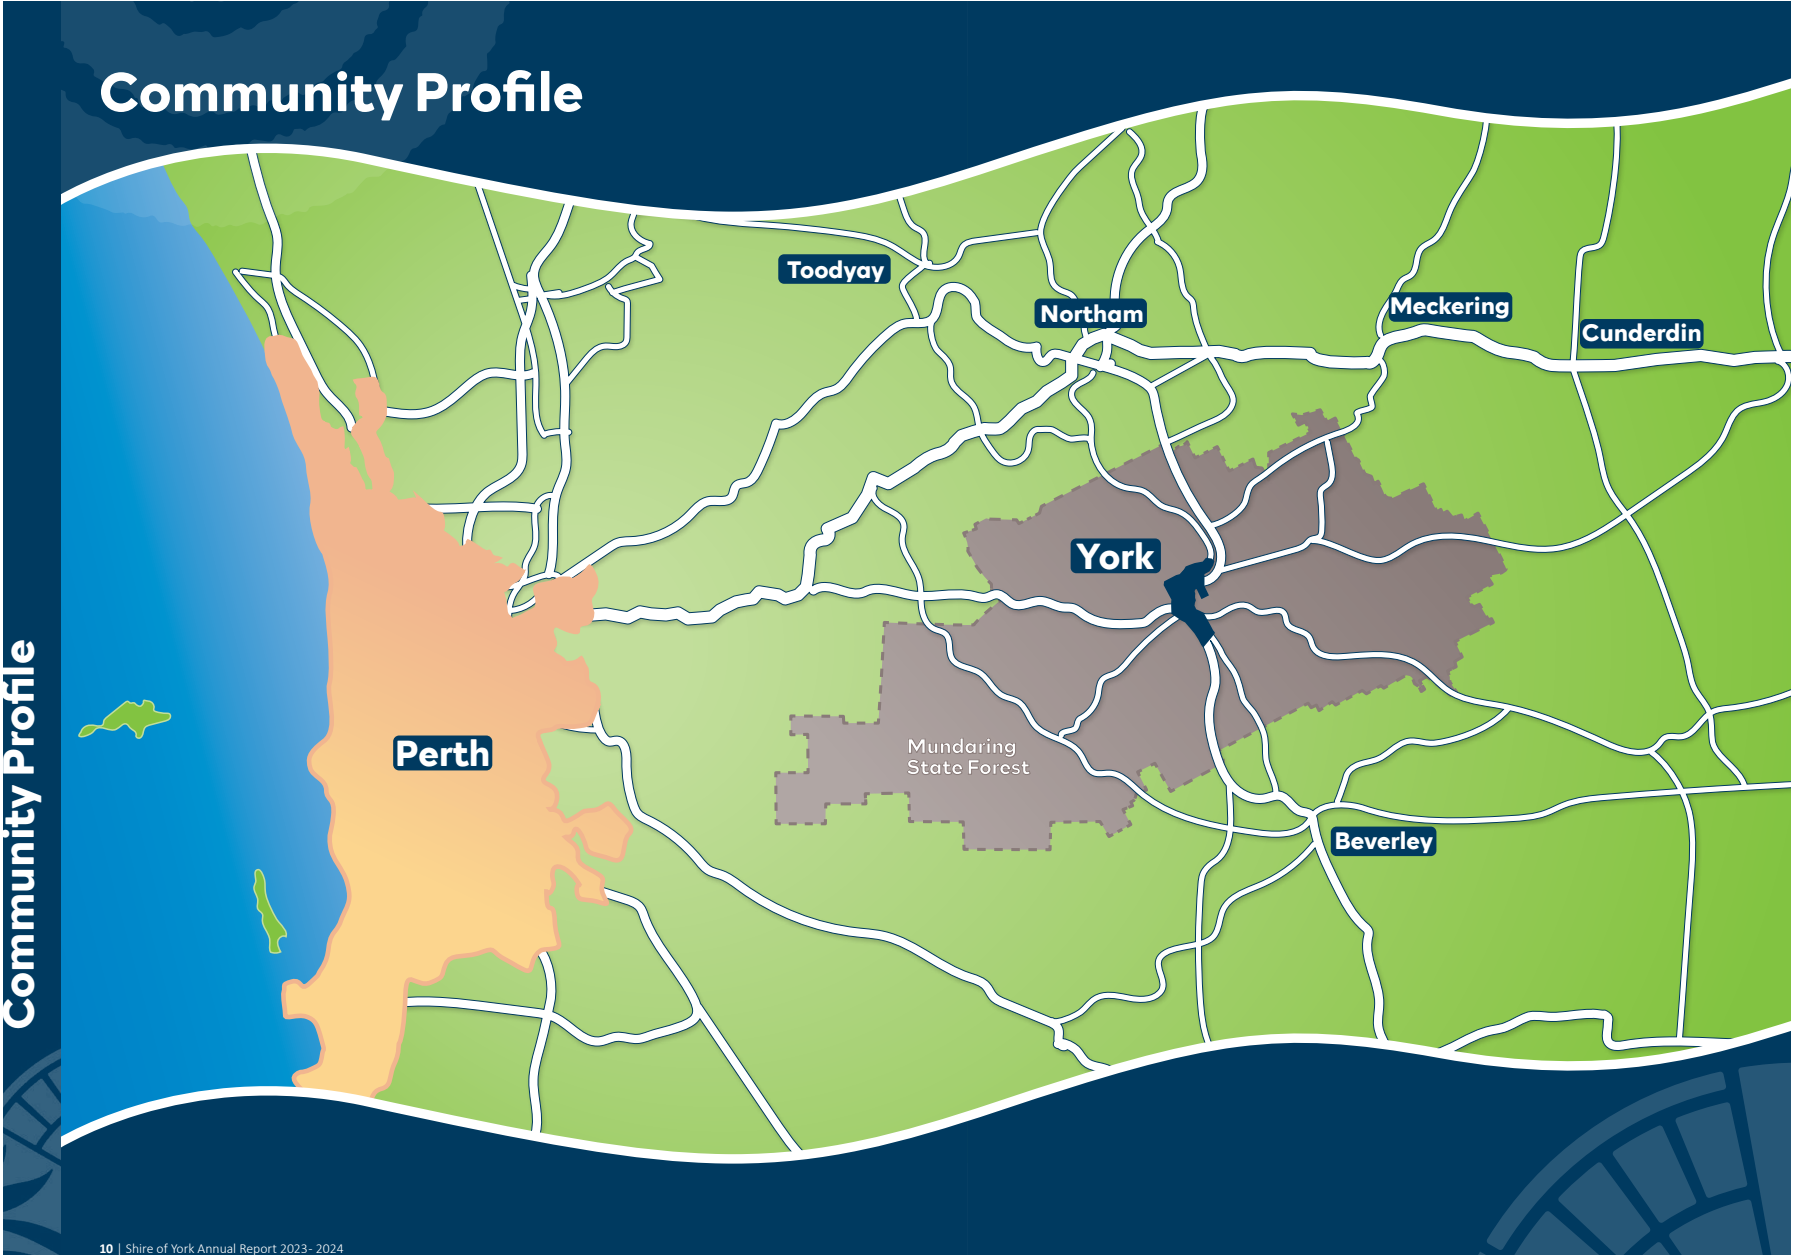 Community Profile
Toodyay
Northam
Meckering
Cunderdin
York
Community Profile
Perth
Mundaring
State Forest
Beverley
10 | Shire of York Annual Report 2023- 2024